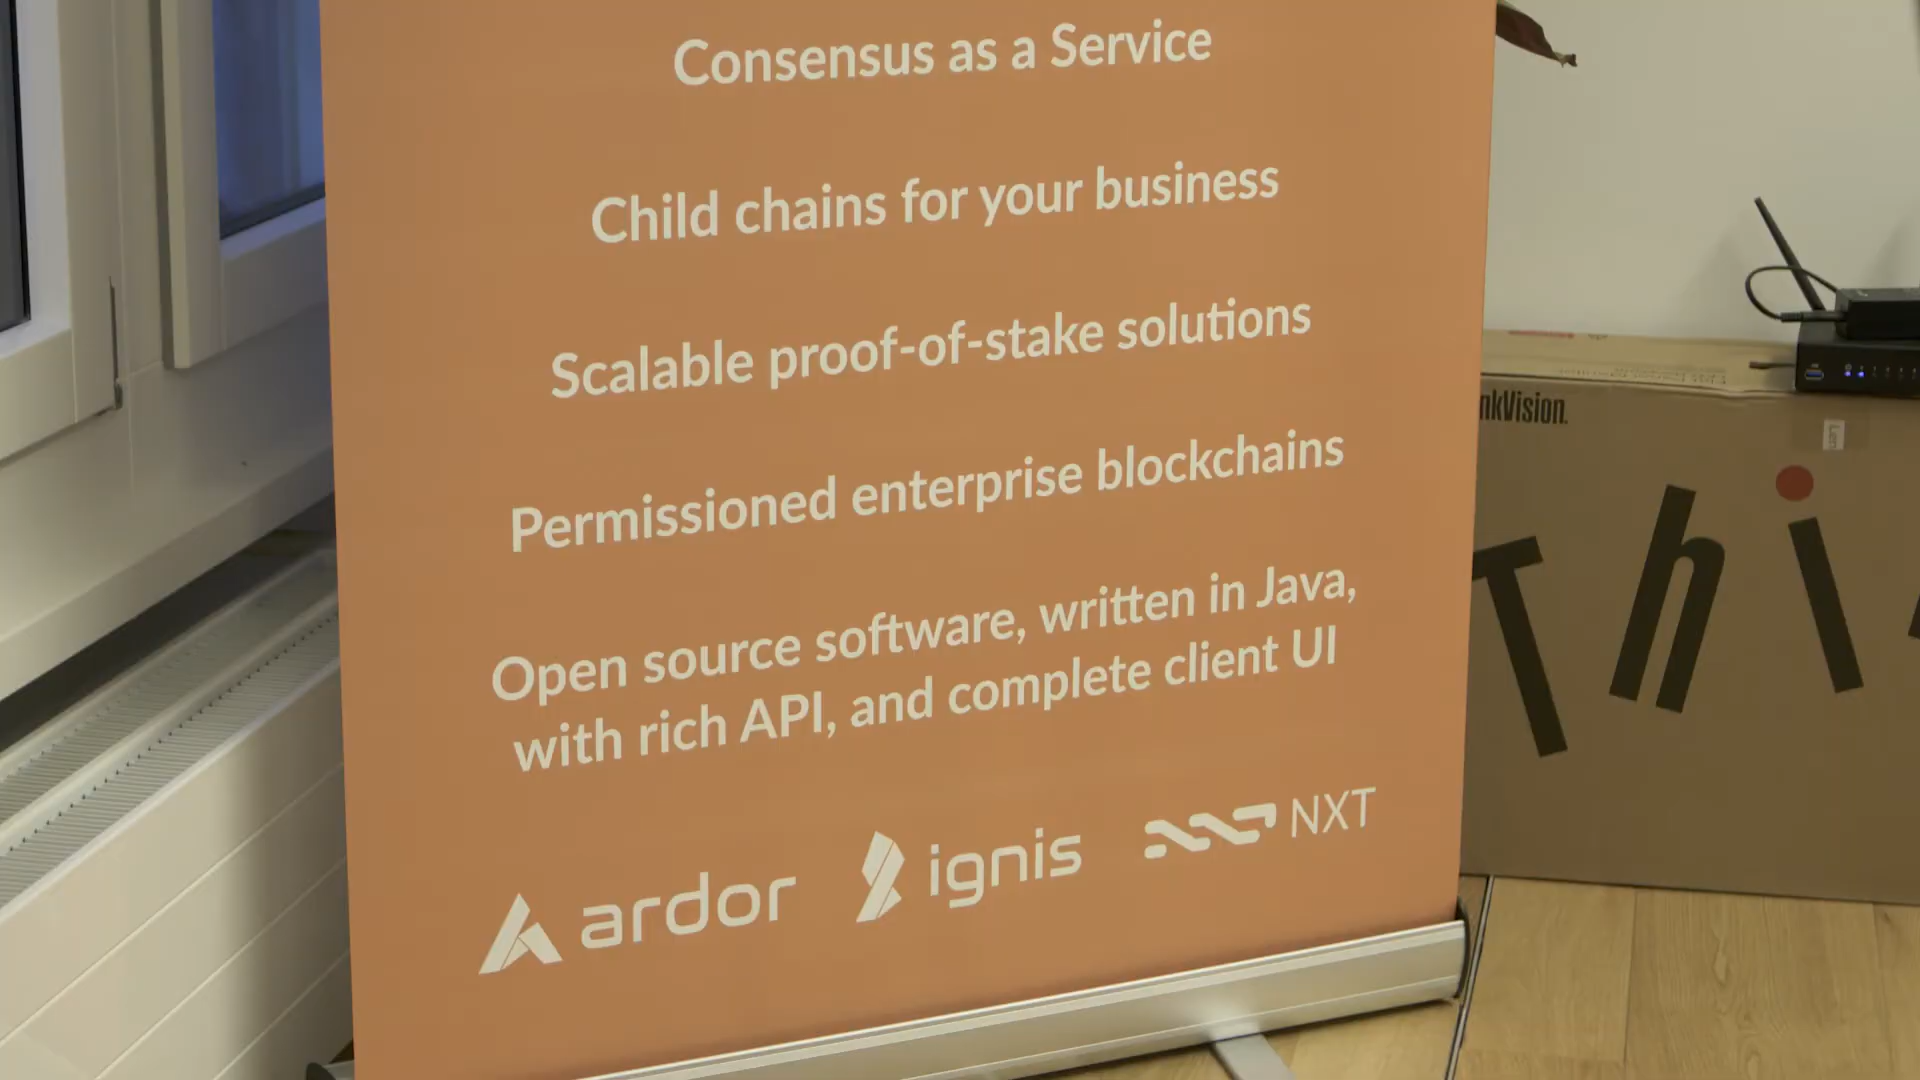 Consensus as a Service
Child chains for your business
Scalable proof-of-stake solutions
Permissioned enterprise blockchains
Open source software, written in Java,
with rich API, and complete client UI
ardor ignis NXT
nkVision.
Thi